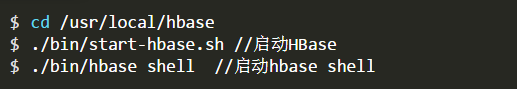 $ cd /usr/local/hbase
$ ./bin/start-hbase.sh //启动HBase
$ ./bin/hbase shell  //启动hbase shell